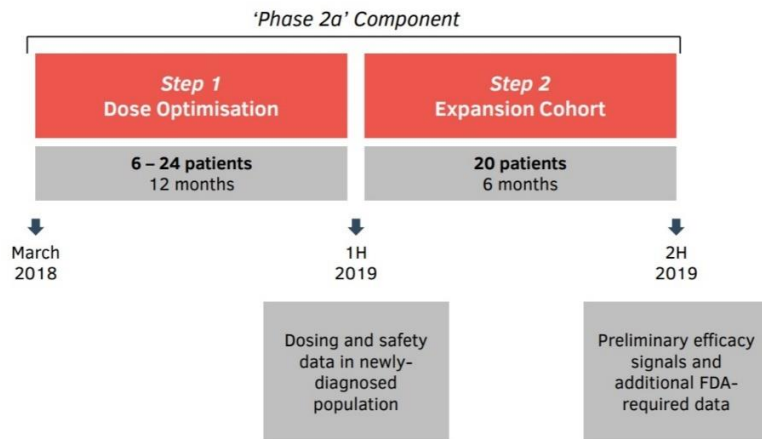 ‘Phase 2a’ Component
Step 1
Dose Optimisation
6 – 24 patients
12 months
Step 2
Expansion Cohort
20 patients
6 months
March
2018
1H
2019
2H
2019
Dosing and safety
data in newly-
diagnosed
population
Preliminary efficacy
signals and
additional FDA-
required data